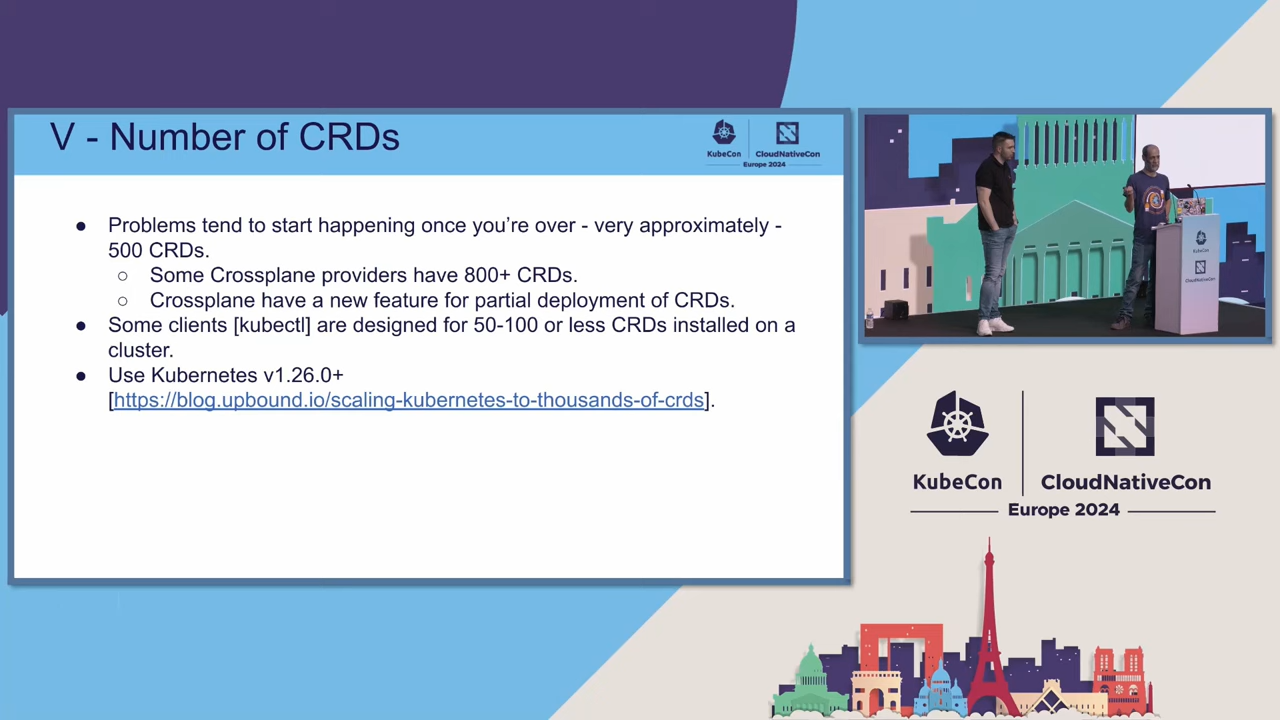 V - Number of CRDs
KubeCon
CloudNativeCon
Europe 2024
● Problems tend to start happening once you’re over - very approximately -
500 CRDs.
○ Some Crossplane providers have 800+ CRDs.
○ Crossplane have a new feature for partial deployment of CRDs.
● Some clients [kubectl] are designed for 50-100 or less CRDs installed on a
cluster.
● Use Kubernetes v1.26.0+
[https://blog.upbound.io/scaling-kubernetes-to-thousands-of-crds].
KubeCon
CloudNativeCon
KubeCon
CloudNativeCon
Europe 2024